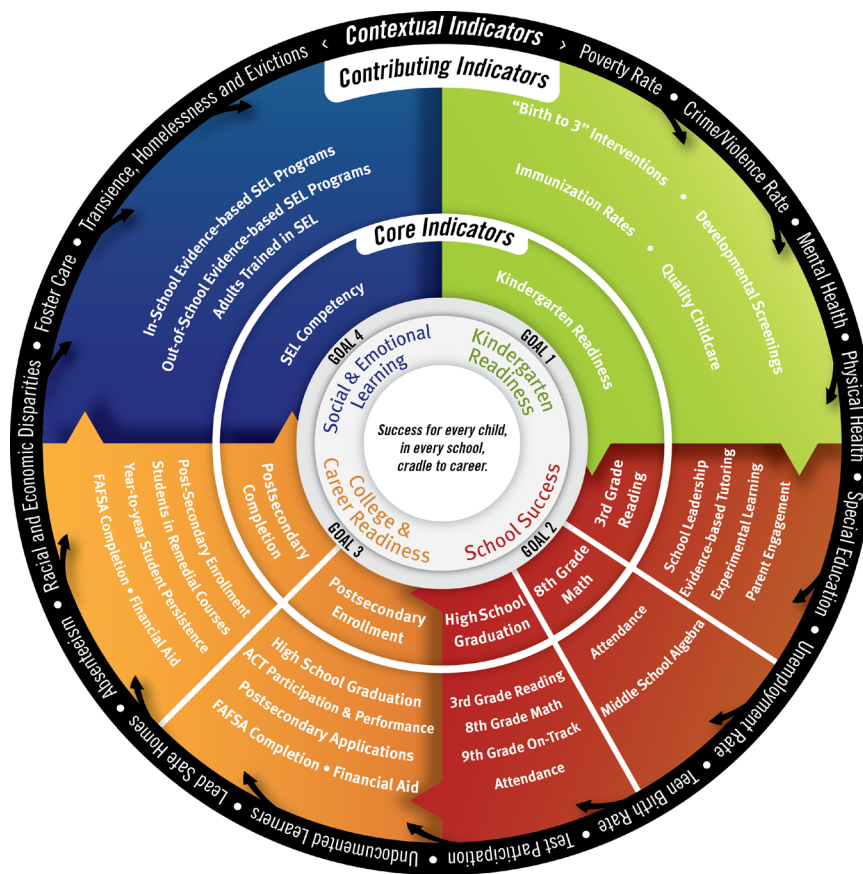 ‹ Contextual Indicators ›
Poverty Rate • Crime/Violence Rate • Mental Health • Physical Health • Special Education • Unemployment Rate • Teen Birth Rate • Test Participation • Undocumented Learners • Lead Safe Homes • Absenteeism • Racial and Economic Disparities • Foster Care • Transience, Homelessness and Evictions
Contributing Indicators
"Birth to 3" Interventions • Developmental Screenings
Immunization Rates • Quality Childcare
In-School Evidence-based SEL Programs
Out-of-School Evidence-based SEL Programs
Adults Trained in SEL
Core Indicators
Kindergarten Readiness
SEL Competency
GOAL 4
Social & Emotional
Learning
GOAL 1
Kindergarten
Readiness
Success for every child,
in every school,
cradle to career.
GOAL 3
College &
Career Readiness
GOAL 2
School Success
3rd Grade
Reading
School Leadership
Evidence-based Tutoring
Experimental Learning
Parent Engagement
8th Grade
Math
Attendance
Middle School Algebra
High School
Graduation
3rd Grade Reading
8th Grade Math
9th Grade On-Track
Attendance
Postsecondary
Enrollment
High School Graduation
ACT Participation & Performance
Postsecondary Applications
FAFSA Completion • Financial Aid
Postsecondary
Completion
Post-Secondary Enrollment
Students in Remedial Courses
Year-to-year Student Persistence
FAFSA Completion • Financial Aid